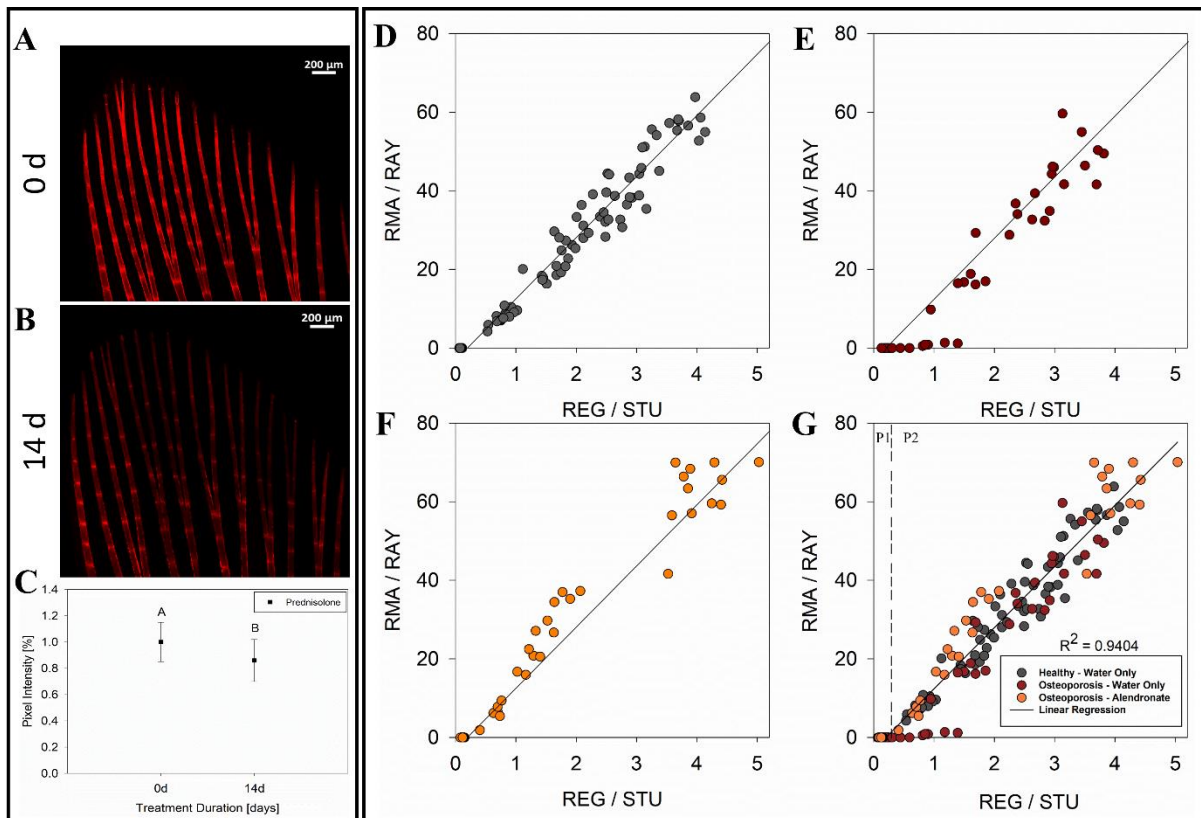 A
200 µm
0 d
B
200 µm
14 d
C
1.4
1.2
1.0
0.8
0.6
0.4
0.2
0.0
Pixel Intensity [%]
A
B
Prednisolone
0d
14d
Treatment Duration [days]
D
80
60
40
20
0
RMA / RAY
0
1
2
3
4
5
REG / STU
E
80
60
40
20
0
RMA / RAY
0
1
2
3
4
5
REG / STU
F
80
60
40
20
0
RMA / RAY
0
1
2
3
4
5
REG / STU
G
80
60
40
20
0
RMA / RAY
P1
P2
R² = 0.9404
Healthy - Water Only
Osteoporosis - Water Only
Osteoporosis - Alendronate
Linear Regression
0
1
2
3
4
5
REG / STU